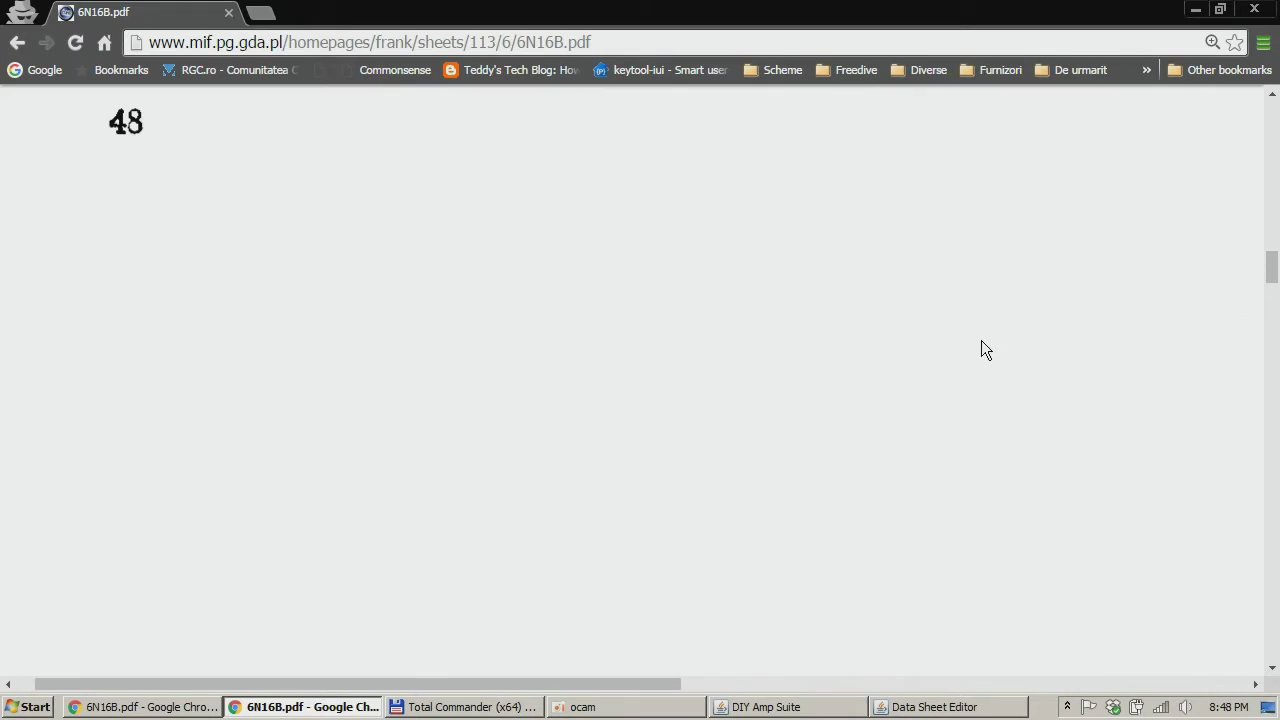 6N16B.pdf
www.mif.pg.gda.pl/homepages/frank/sheets/113/6/6N16B.pdf
Google Bookmarks RGC.ro - Comunitatea Commonsense Teddy's Tech Blog: How keytool-iui - Smart user Scheme Freedive Diverse Furnizori De urmarit » Other bookmarks
48
Start 6N16B.pdf - Google Chro... 6N16B.pdf - Google Ch... Total Commander (x64) ... cam DIY Amp Suite Data Sheet Editor 8:48 PM